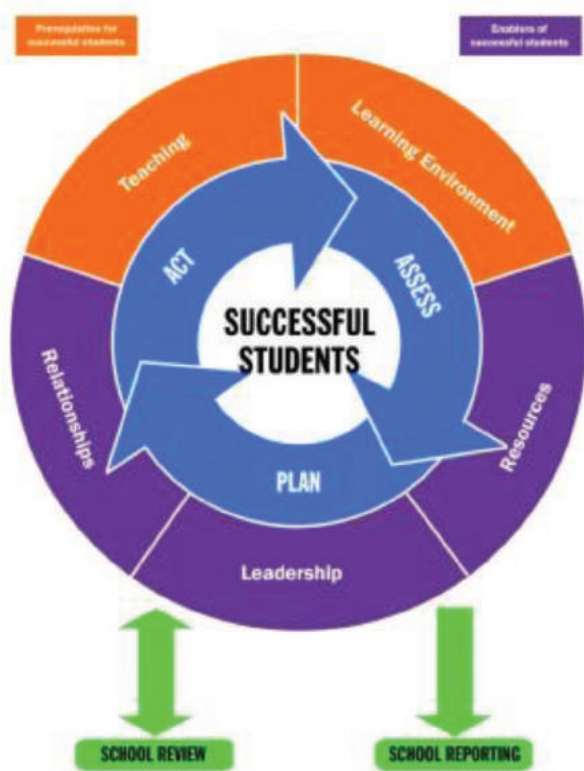 Prerequisites for
successful students
Enablers of
successful students
Teaching
Learning Environment
ACT
ASSESS
SUCCESSFUL
STUDENTS
Relationships
Resources
PLAN
Leadership
SCHOOL REVIEW
SCHOOL REPORTING